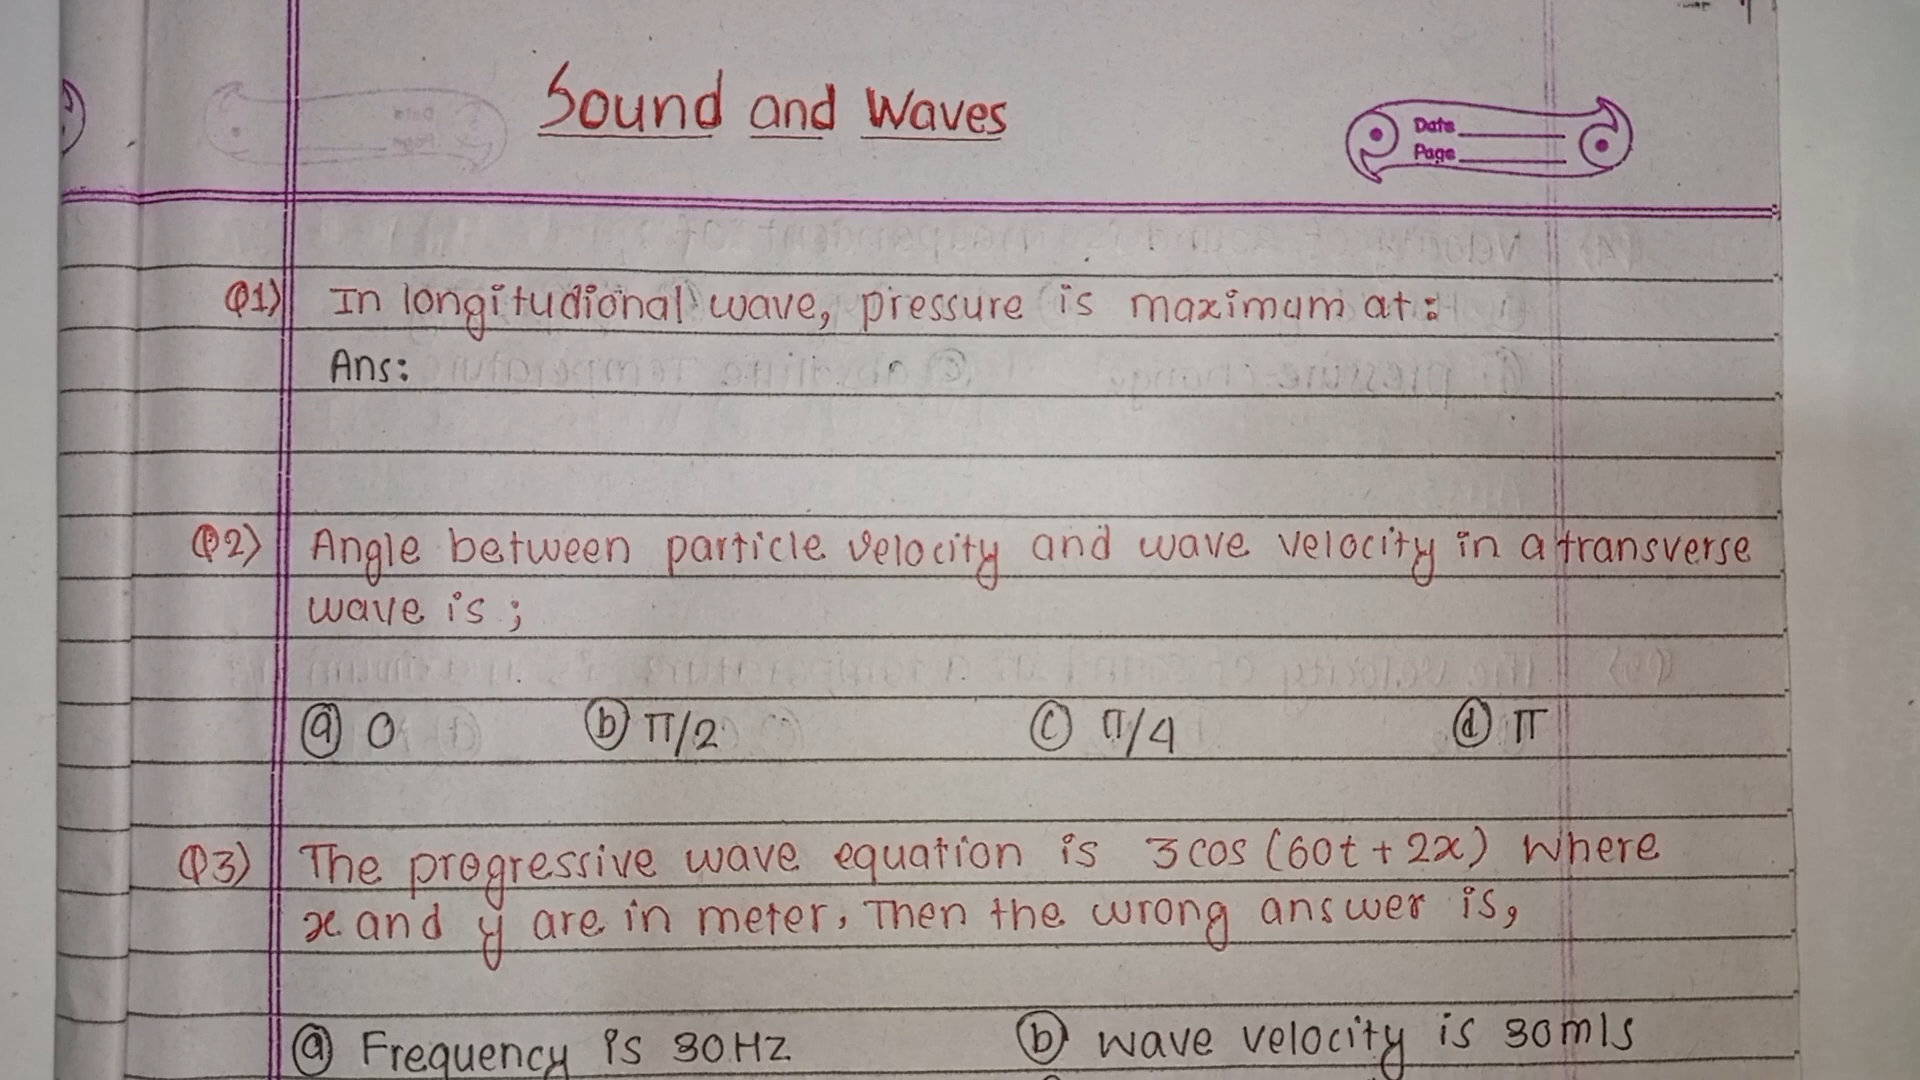 Sound and Waves
Date
Page
Q1) In longitudional wave, pressure is maximum at:
Ans:
Q2) Angle between particle velocity and wave velocity in a transverse
wave is ;
(a) 0 (b) π/2 (c) π/4 (d) π
Q3) The progressive wave equation is 3cos (60t + 2x) where
x and y are in meter, Then the wrong answer is,
(a) Frequency is 30Hz (b) wave velocity is 30m/s